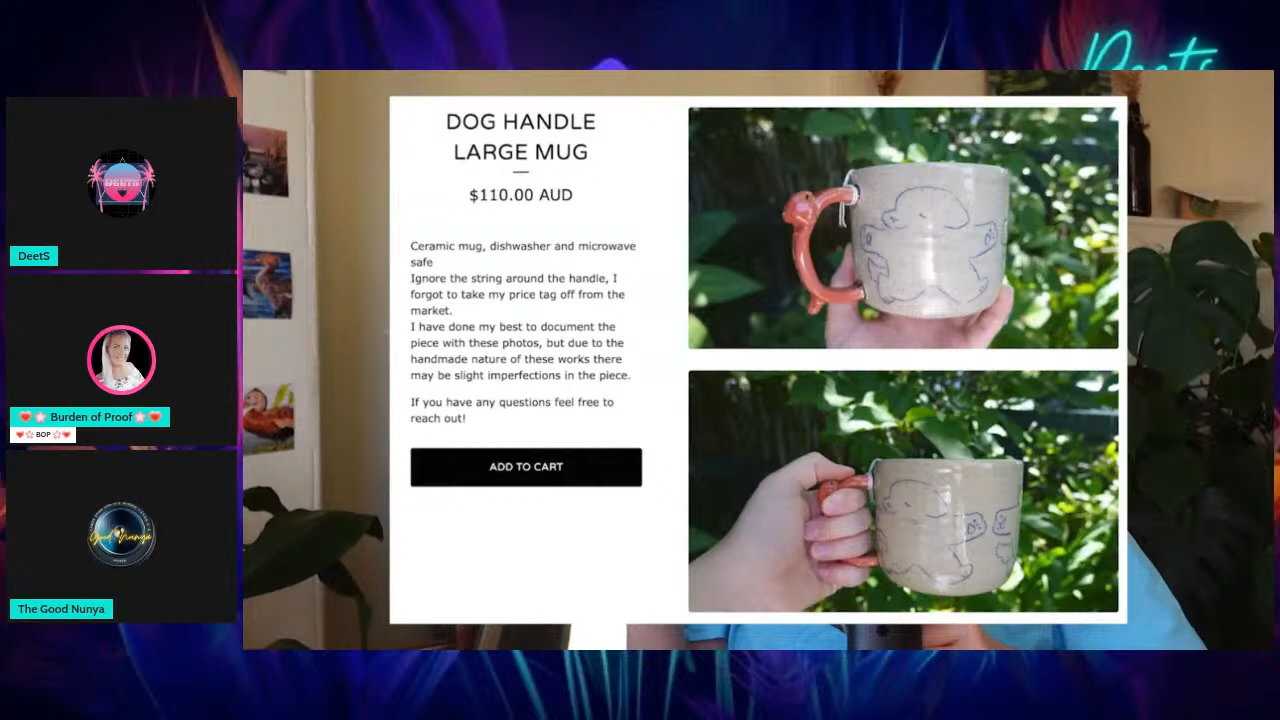 Deets
DEETS
DeetS
Burden of Proof
BOP
Good Nunya
The Good Nunya
DOG HANDLE
LARGE MUG
$110.00 AUD
Ceramic mug, dishwasher and microwave
safe
Ignore the string around the handle, I
forgot to take my price tag off from the
market.
I have done my best to document the
piece with these photos, but due to the
handmade nature of these works there
may be slight imperfections in the piece.
If you have any questions feel free to
reach out!
ADD TO CART